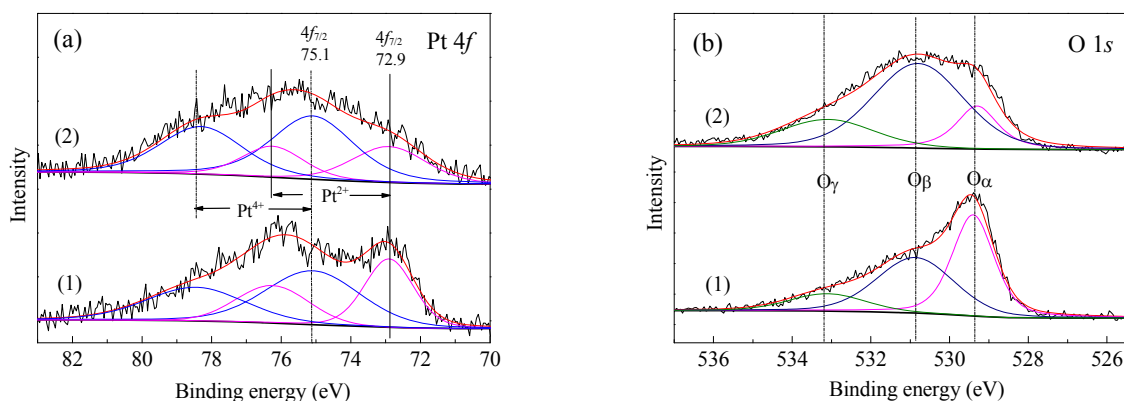 (a)
4f7/2
75.1
4f7/2
72.9
Pt 4f
(2)
Pt2+
Pt4+
(1)
Intensity
82 80 78 76 74 72 70
Binding energy (eV)
(b)
O 1s
(2)
Oγ Oβ Oα
(1)
Intensity
536 534 532 530 528 526
Binding energy (eV)